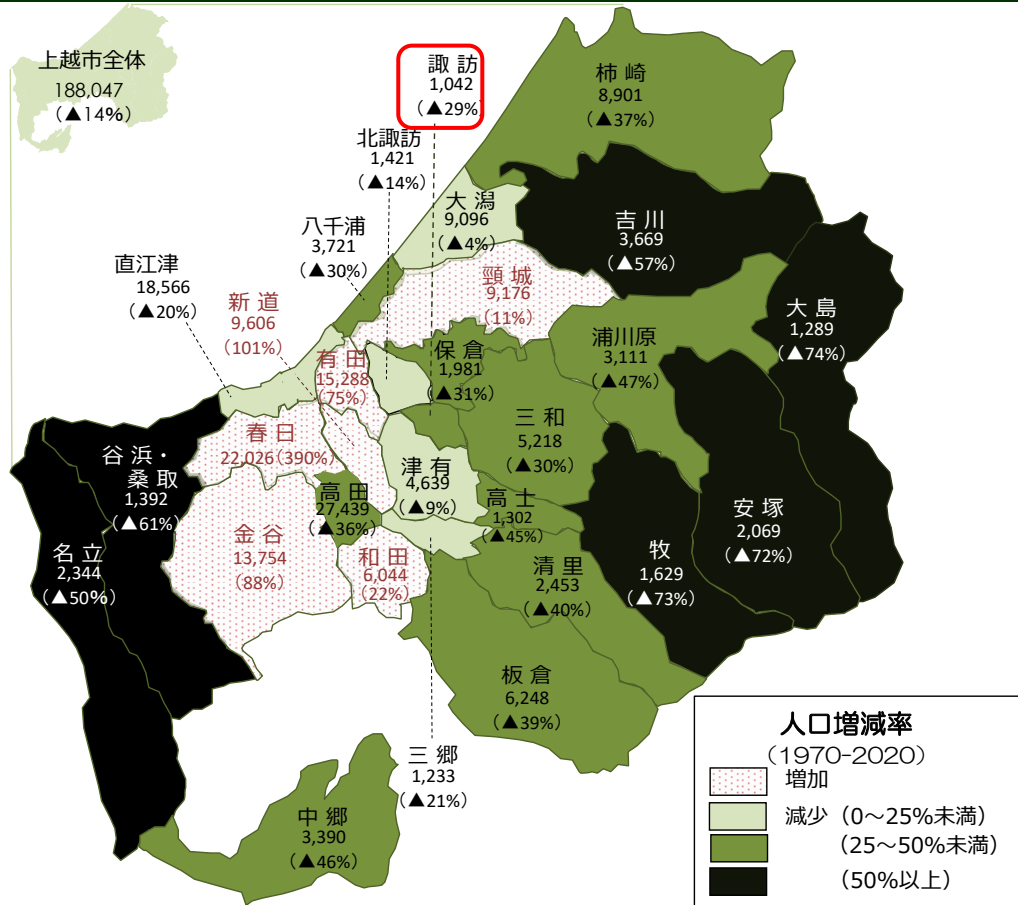 上越市全体
188,047
（▲14%）
諏 訪
1,042
（▲29%）
柿 崎
8,901
（▲37%）
北諏訪
1,421
（▲14%）
大 潟
9,096
（▲4%）
吉 川
3,669
（▲57%）
八千浦
3,721
（▲30%）
直江津
18,566
（▲20%）
新 道
9,606
（101%）
頸 城
9,176
（11%）
大 島
1,289
（▲74%）
有 田
15,288
（75%）
保 倉
1,981
（▲31%）
浦川原
3,111
（▲47%）
春 日
22,026（390%）
三 和
5,218
（▲30%）
谷 浜・
桑 取
1,392
（▲61%）
津 有
4,639
（▲9%）
高 田
27,439
（▲36%）
高 士
1,302
（▲45%）
安 塚
2,069
（▲72%）
金 谷
13,754
（88%）
名 立
2,344
（▲50%）
和 田
6,044
（22%）
清 里
2,453
（▲40%）
牧
1,629
（▲73%）
板 倉
6,248
（▲39%）
三 郷
1,233
（▲21%）
中 郷
3,390
（▲46%）
人口増減率
（1970-2020）
増加
減少（0～25%未満）
（25～50%未満）
（50%以上）